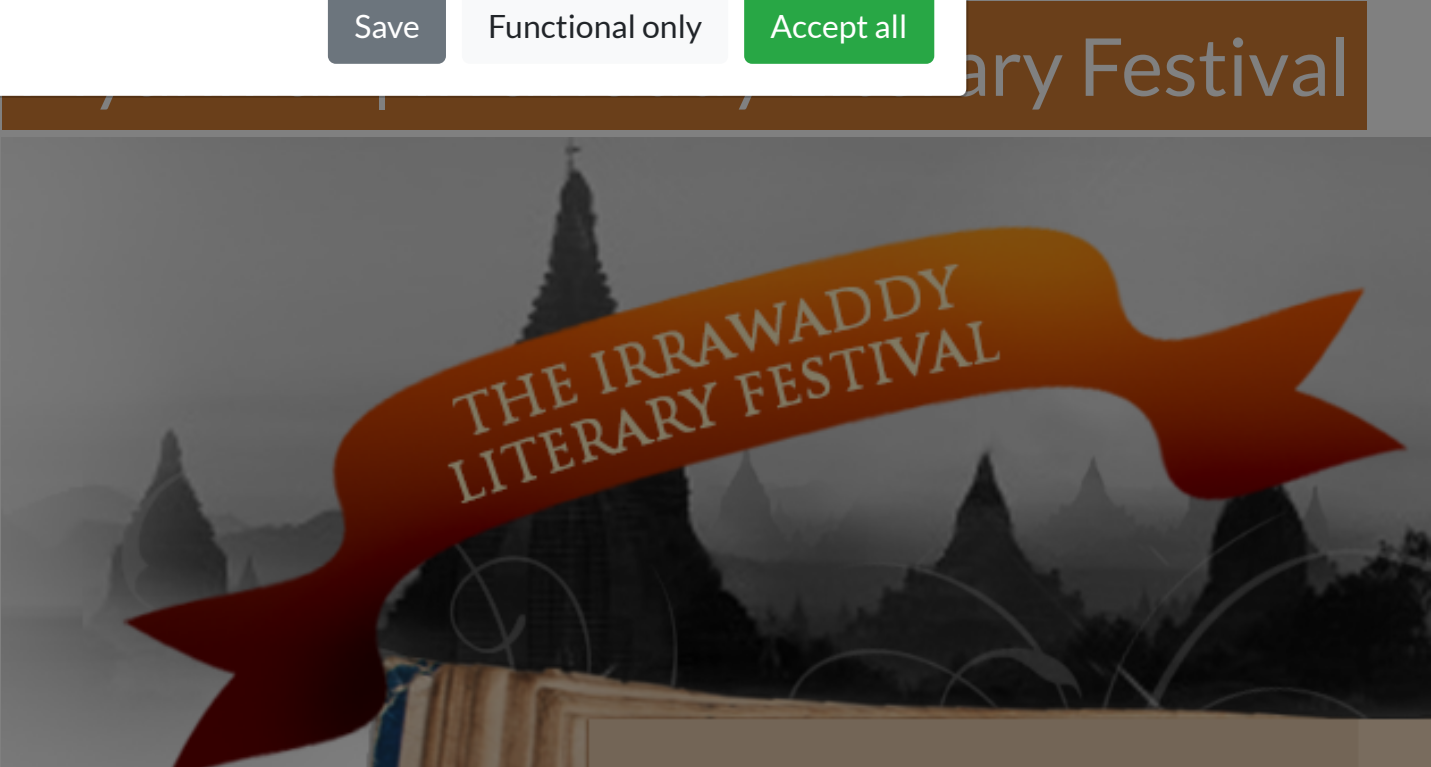 Save Functional only Accept all
ary Festival
THE IRRAWADDY
LITERARY FESTIVAL